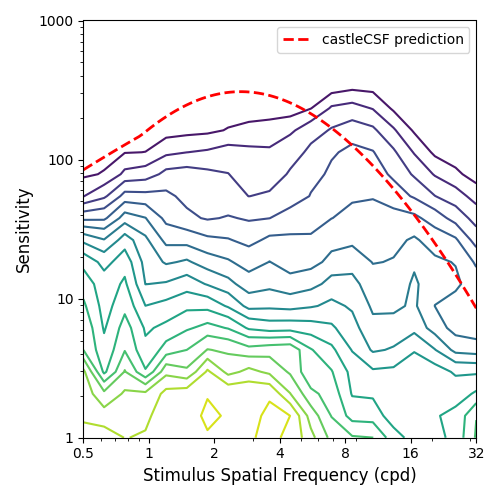 castleCSF prediction
Sensitivity
1000
100
10
1
0.5 1 2 4 8 16 32
Stimulus Spatial Frequency (cpd)